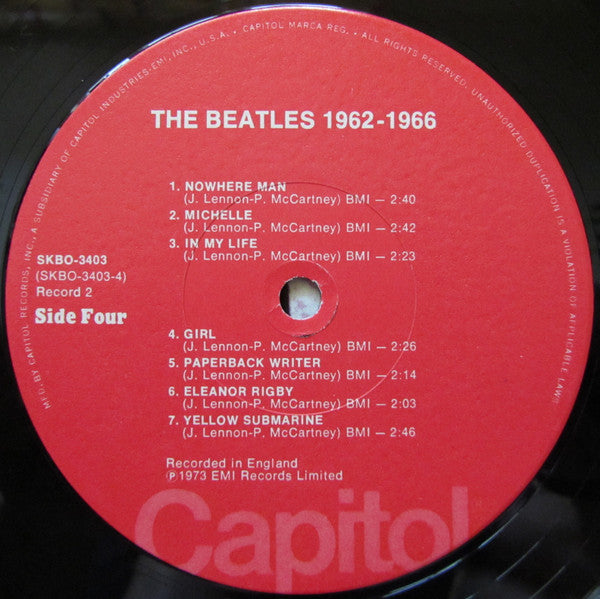 MFG. BY CAPITOL RECORDS, INC., A SUBSIDIARY OF CAPITOL INDUSTRIES-EMI, INC., U.S.A. • CAPITOL MARCA REG. • ALL RIGHTS RESERVED. UNAUTHORIZED DUPLICATION IS A VIOLATION OF APPLICABLE LAWS
THE BEATLES 1962-1966
1. NOWHERE MAN
(J. Lennon-P. McCartney) BMI — 2:40
2. MICHELLE
(J. Lennon-P. McCartney) BMI — 2:42
3. IN MY LIFE
(J. Lennon-P. McCartney) BMI — 2:23
SKBO-3403
(SKBO-3403-4)
Record 2
Side Four
4. GIRL
(J. Lennon-P. McCartney) BMI — 2:26
5. PAPERBACK WRITER
(J. Lennon-P. McCartney) BMI — 2:14
6. ELEANOR RIGBY
(J. Lennon-P. McCartney) BMI — 2:03
7. YELLOW SUBMARINE
(J. Lennon-P. McCartney) BMI — 2:46
Recorded in England
℗1973 EMI Records Limited
Capitol